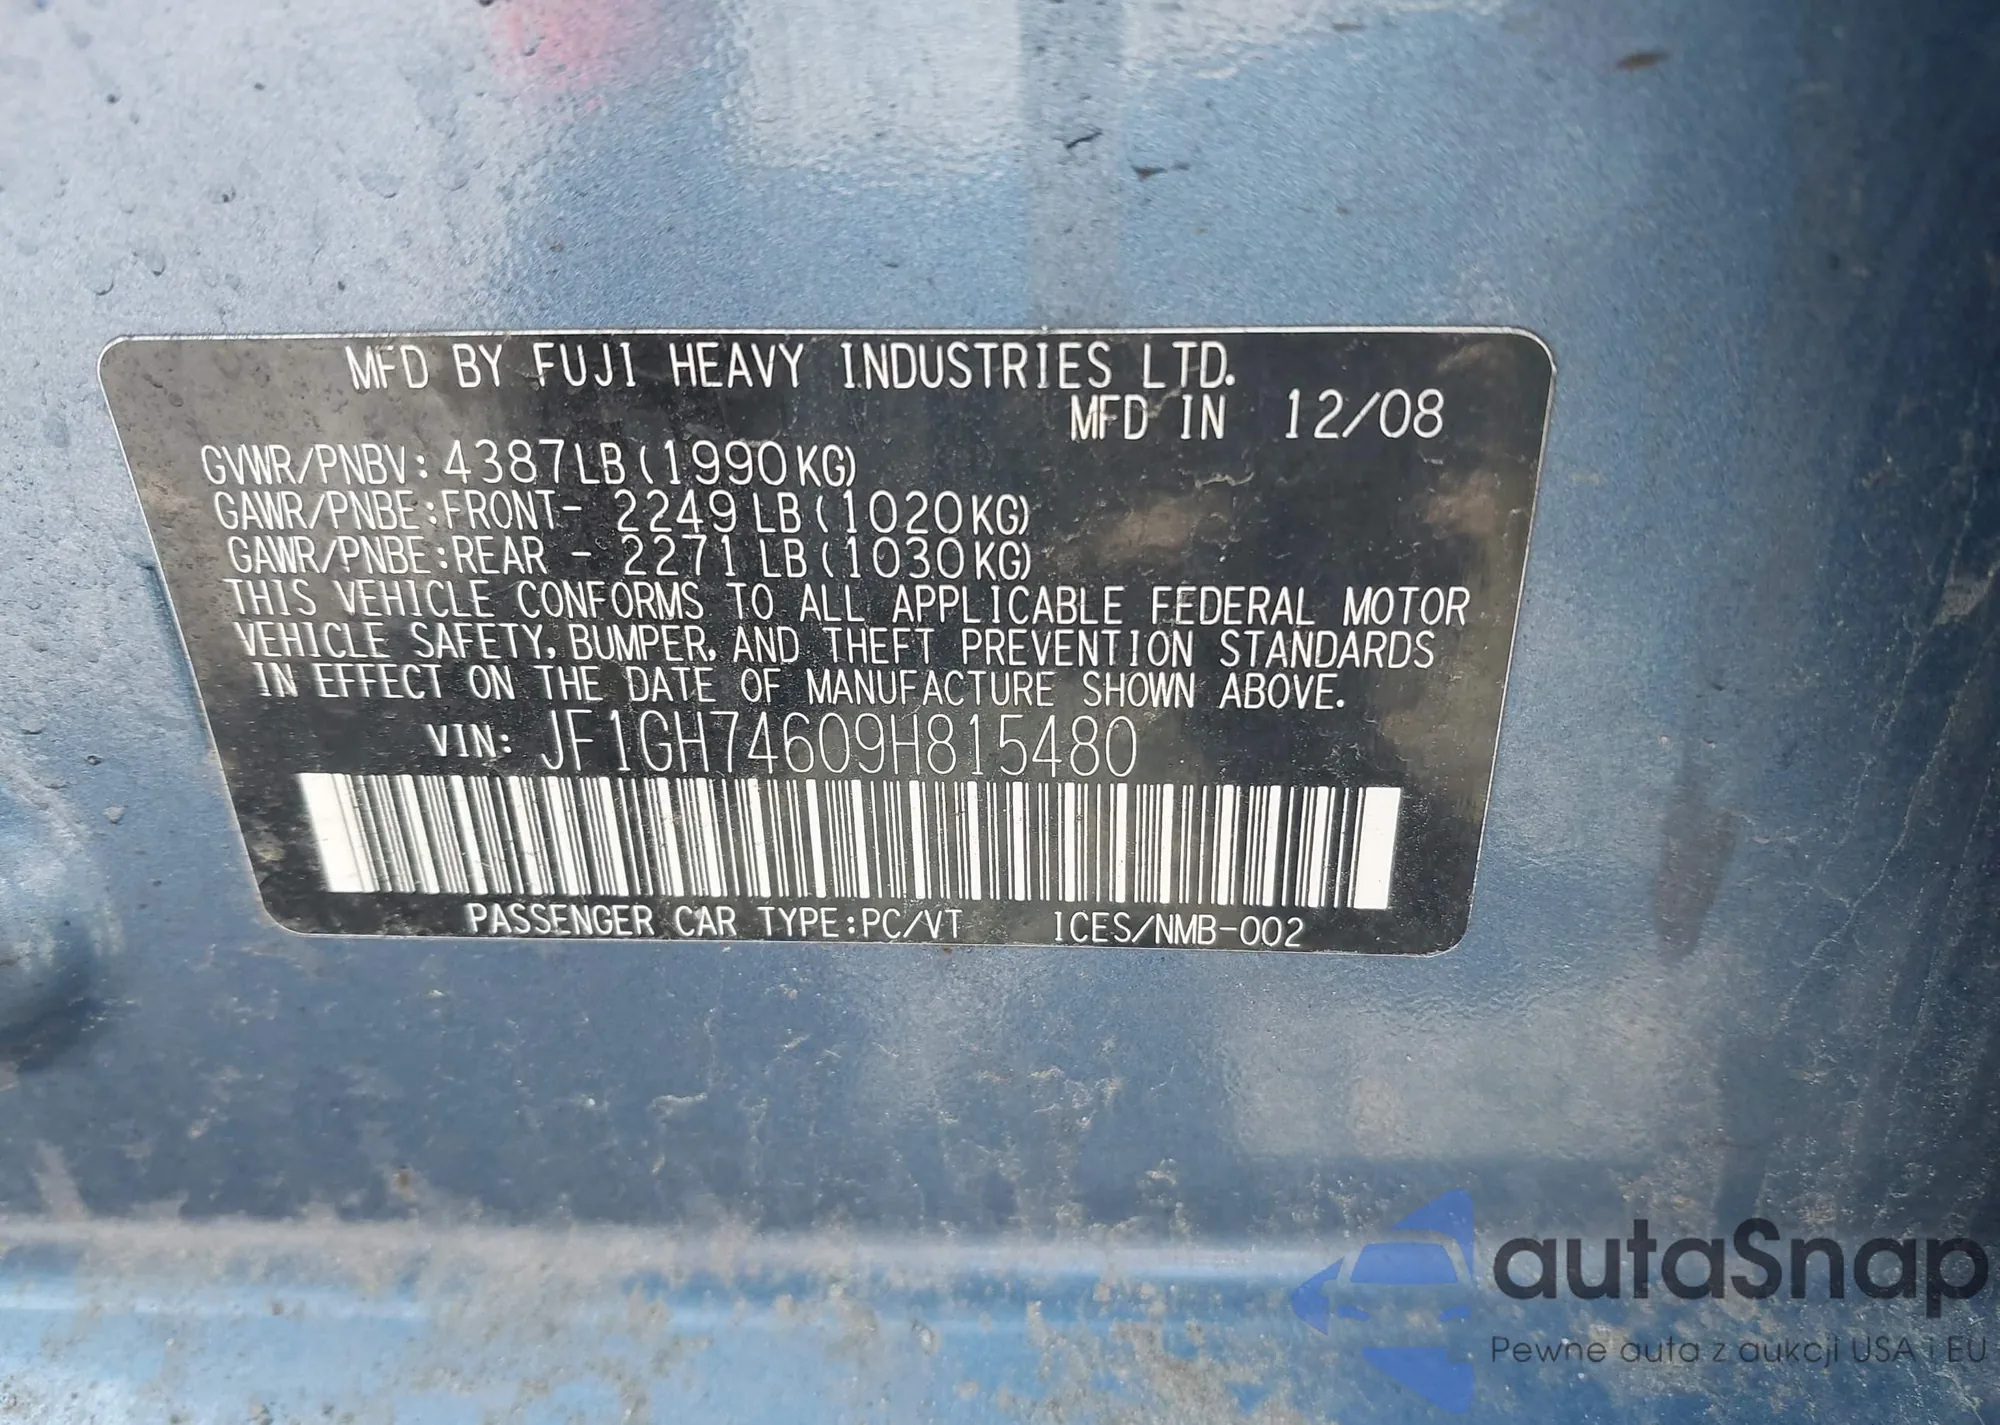 MFD BY FUJI HEAVY INDUSTRIES LTD.
MFD IN 12/08
GVWR/PNBV: 4387LB(1990KG)
GAWR/PNBE:FRONT- 2249LB(1020KG)
GAWR/PNBE:REAR - 2271LB(1030KG)
THIS VEHICLE CONFORMS TO ALL APPLICABLE FEDERAL MOTOR
VEHICLE SAFETY, BUMPER, AND THEFT PREVENTION STANDARDS
IN EFFECT ON THE DATE OF MANUFACTURE SHOWN ABOVE.
VIN: JF1GH74609H815480
PASSENGER CAR TYPE:PC/VT ICES/NMB-002
autaSnap
Pewne auta z aukcji USA i EU